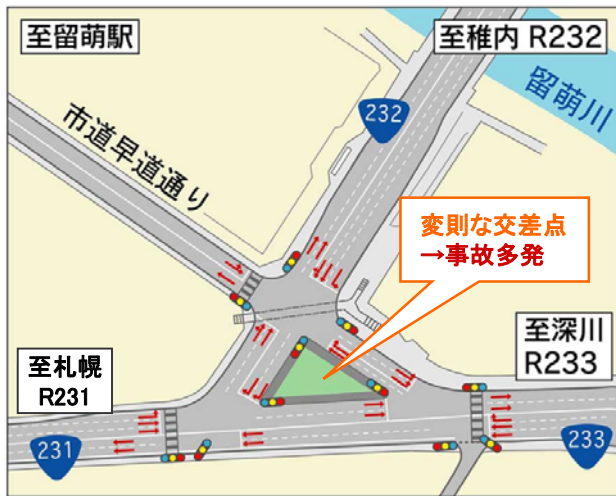 至留萌駅
至稚内 R232
留萌川
232
市道早道通り
変則な交差点
→事故多発
至札幌
R231
至深川
R233
231
233